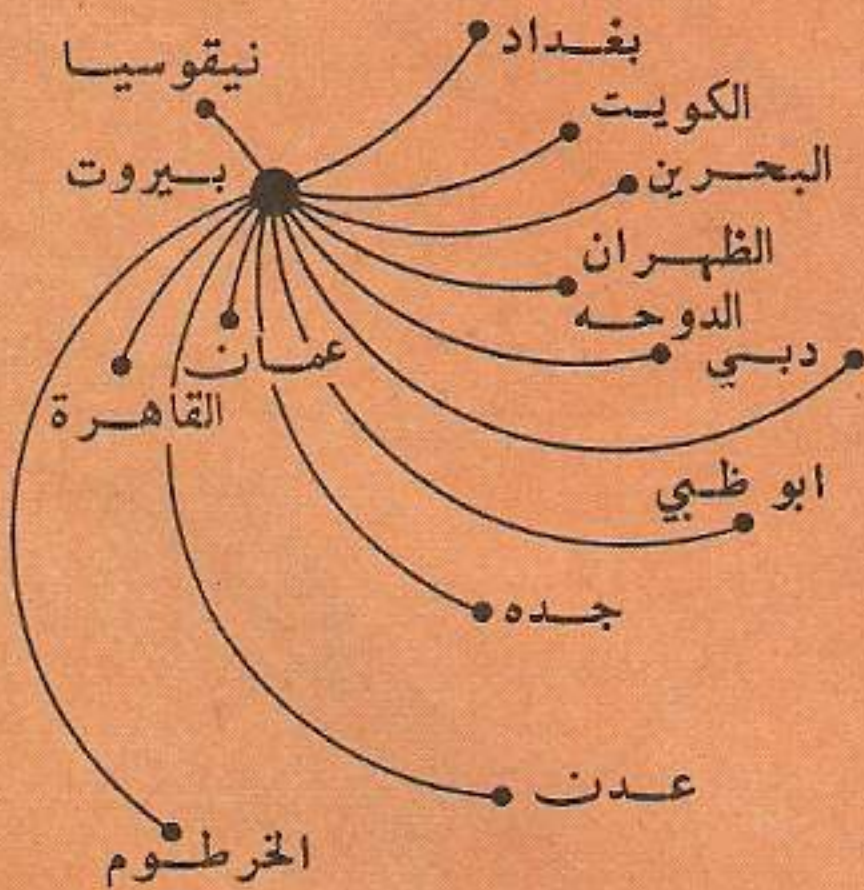 بغداد
نيقوسيا
الكويت
البحرين
بيروت
الظهران
الدوحه
دبي
عمان
القاهرة
ابو ظبي
جده
عدن
الخرطوم